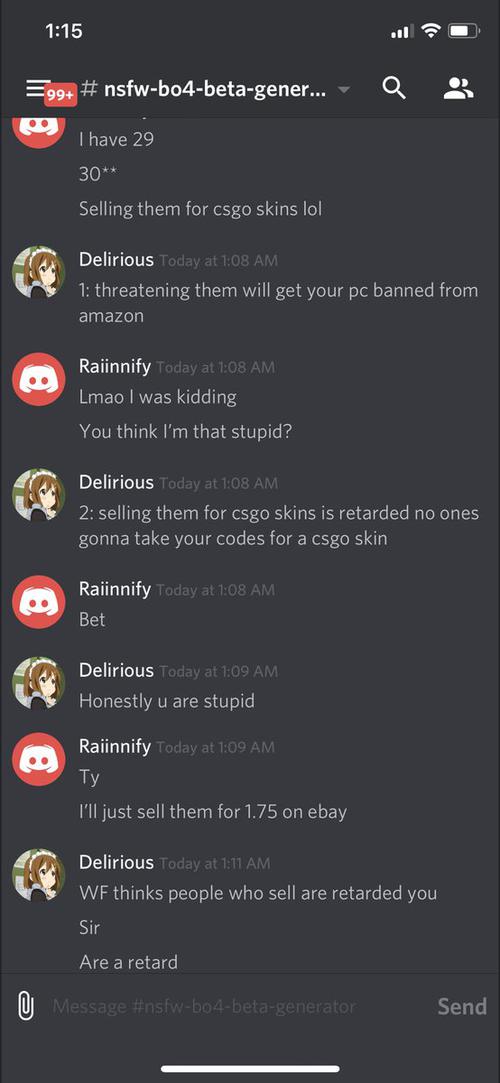 1:15
99+
# nsfw-bo4-beta-gener...
I have 29
30**
Selling them for csgo skins lol
Delirious Today at 1:08 AM
1: threatening them will get your pc banned from
amazon
Raiinnify Today at 1:08 AM
Lmao I was kidding
You think I'm that stupid?
Delirious Today at 1:08 AM
2: selling them for csgo skins is retarded no ones
gonna take your codes for a csgo skin
Raiinnify Today at 1:08 AM
Bet
Delirious Today at 1:09 AM
Honestly u are stupid
Raiinnify Today at 1:09 AM
Ty
I'll just sell them for 1.75 on ebay
Delirious Today at 1:11 AM
WF thinks people who sell are retarded you
Sir
Are a retard
Message #nsfw-bo4-beta-generator
Send